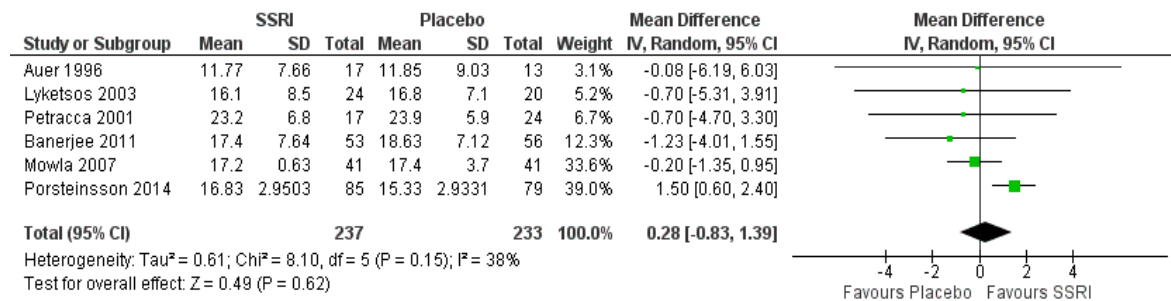 SSRI Placebo Mean Difference Mean Difference
Study or Subgroup Mean SD Total Mean SD Total Weight IV, Random, 95% CI IV, Random, 95% CI
Auer 1996 11.77 7.66 17 11.85 9.03 13 3.1% -0.08 [-6.19, 6.03]
Lyketsos 2003 16.1 8.5 24 16.8 7.1 20 5.2% -0.70 [-5.31, 3.91]
Petracca 2001 23.2 6.8 17 23.9 5.9 24 6.7% -0.70 [-4.70, 3.30]
Banerjee 2011 17.4 7.64 53 18.63 7.12 56 12.3% -1.23 [-4.01, 1.55]
Mowla 2007 17.2 0.63 41 17.4 3.7 41 33.6% -0.20 [-1.35, 0.95]
Porsteinsson 2014 16.83 2.9503 85 15.33 2.9331 79 39.0% 1.50 [0.60, 2.40]
Total (95% CI) 237 233 100.0% 0.28 [-0.83, 1.39]
Heterogeneity: Tau² = 0.61; Chi² = 8.10, df = 5 (P = 0.15); I² = 38%
Test for overall effect: Z = 0.49 (P = 0.62)
-4 -2 0 2 4
Favours Placebo Favours SSRI